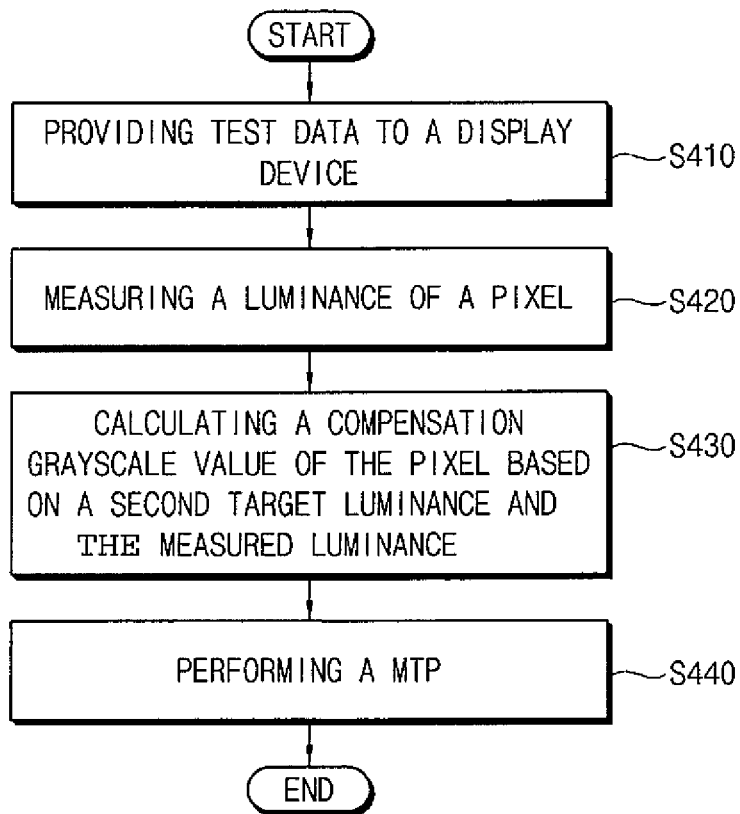 START
PROVIDING TEST DATA TO A DISPLAY
DEVICE
S410
MEASURING A LUMINANCE OF A PIXEL
S420
CALCULATING A COMPENSATION
GRAYSCALE VALUE OF THE PIXEL BASED
ON A SECOND TARGET LUMINANCE AND
THE MEASURED LUMINANCE
S430
PERFORMING A MTP
S440
END